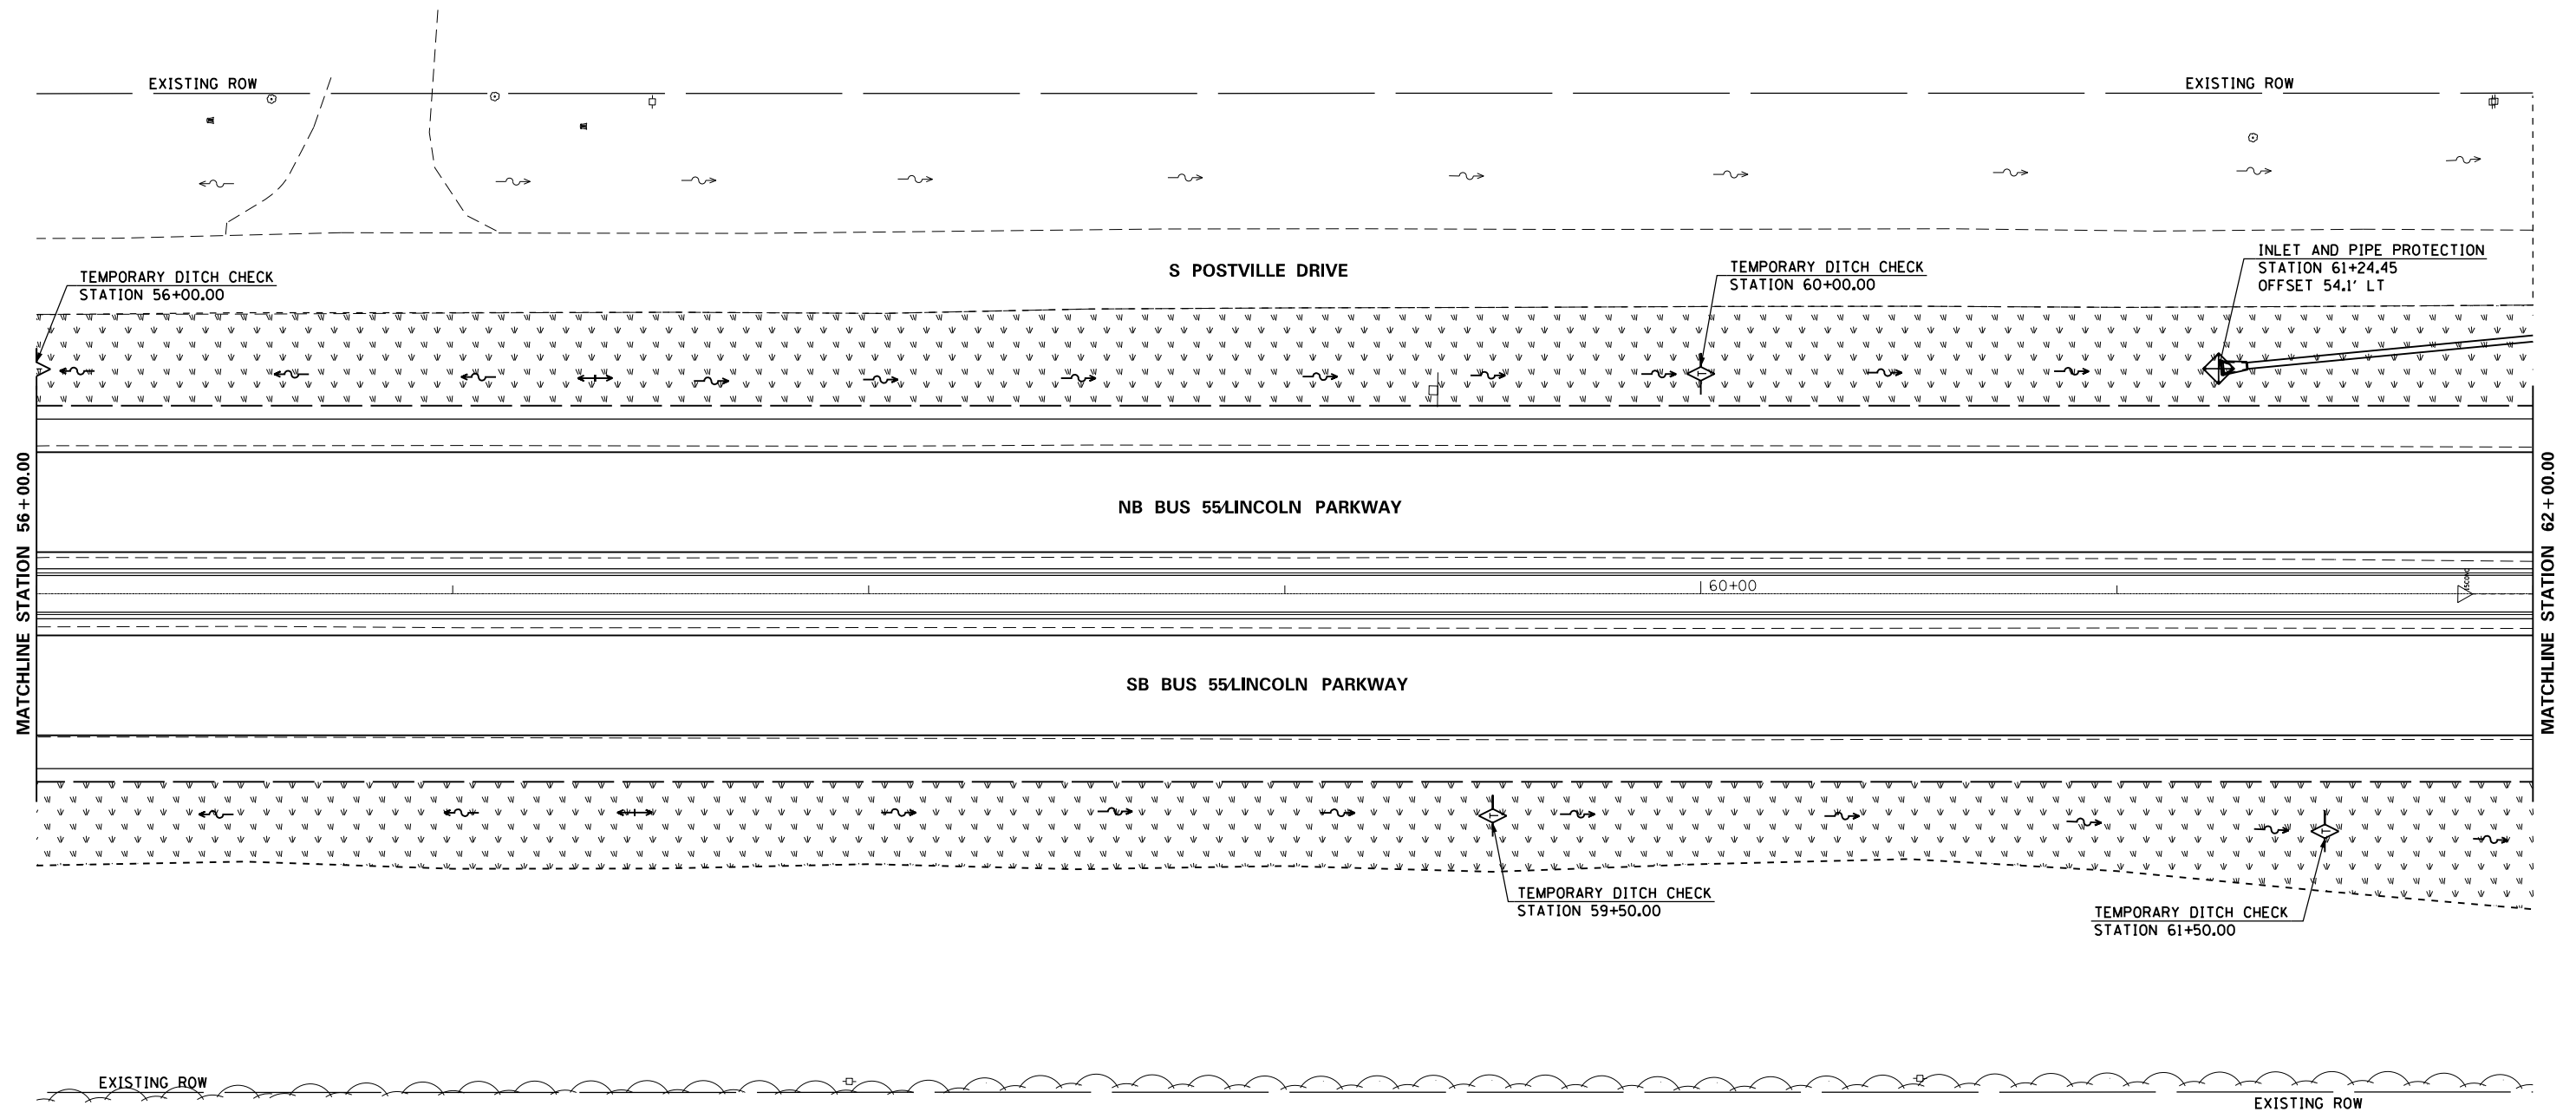 EXISTING ROW
EXISTING ROW
TEMPORARY DITCH CHECK
STATION 56+00.00
S POSTVILLE DRIVE
TEMPORARY DITCH CHECK
STATION 60+00.00
INLET AND PIPE PROTECTION
STATION 61+24.45
OFFSET 54.1' LT
MATCHLINE STATION 56+00.00
NB BUS 55/LINCOLN PARKWAY
60+00
SB BUS 55/LINCOLN PARKWAY
MATCHLINE STATION 62+00.00
TEMPORARY DITCH CHECK
STATION 59+50.00
TEMPORARY DITCH CHECK
STATION 61+50.00
EXISTING ROW
EXISTING ROW